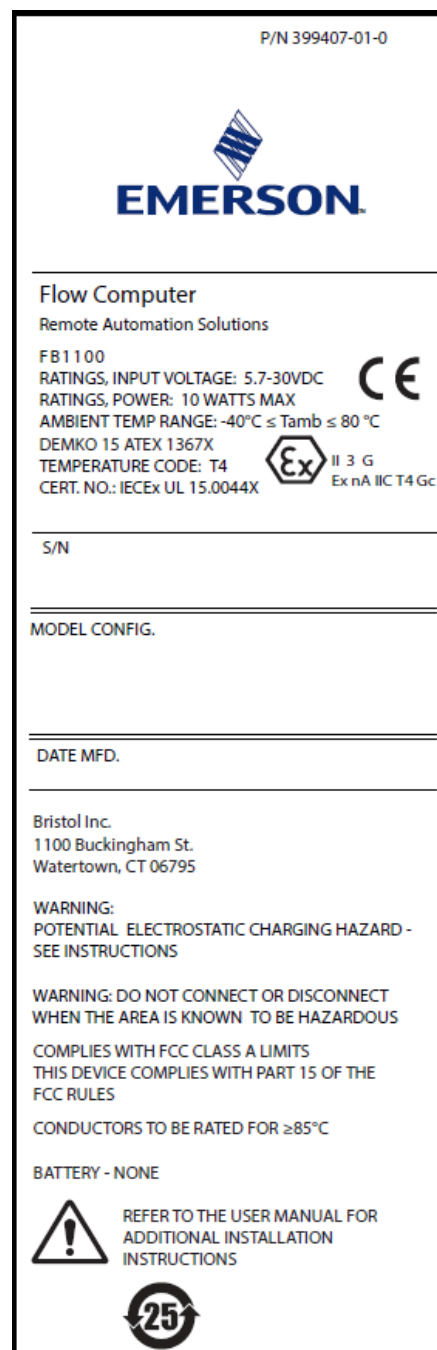 P/N 399407-01-0
EMERSON™
Flow Computer
Remote Automation Solutions
FB1100
RATINGS, INPUT VOLTAGE: 5.7-30VDC
RATINGS, POWER: 10 WATTS MAX
AMBIENT TEMP RANGE: -40°C ≤ Tamb ≤ 80 °C
CE
DEMKO 15 ATEX 1367X
TEMPERATURE CODE: T4
CERT. NO.: IECEx UL 15.0044X
Ex
II 3 G
Ex nA IIC T4 Gc
S/N
MODEL CONFIG.
DATE MFD.
Bristol Inc.
1100 Buckingham St.
Watertown, CT 06795
WARNING:
POTENTIAL ELECTROSTATIC CHARGING HAZARD -
SEE INSTRUCTIONS
WARNING: DO NOT CONNECT OR DISCONNECT
WHEN THE AREA IS KNOWN TO BE HAZARDOUS
COMPLIES WITH FCC CLASS A LIMITS
THIS DEVICE COMPLIES WITH PART 15 OF THE
FCC RULES
CONDUCTORS TO BE RATED FOR ≥85°C
BATTERY - NONE
REFER TO THE USER MANUAL FOR
ADDITIONAL INSTALLATION
INSTRUCTIONS
25